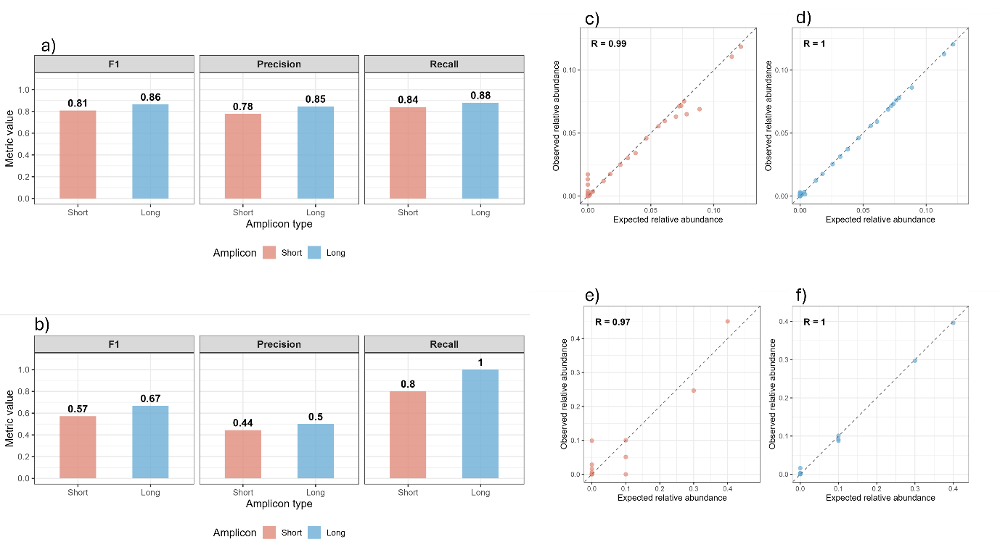 a)
F1 Precision Recall
Metric value
1.0
0.8
0.6
0.4
0.2
0.0
0.81 0.86 0.78 0.85 0.84 0.88
Short Long Short Long Short Long
Amplicon type
Amplicon Short Long
b)
F1 Precision Recall
Metric value
1.0
0.8
0.6
0.4
0.2
0.0
0.57 0.67 0.44 0.5 0.8 1
Short Long Short Long Short Long
Amplicon type
Amplicon Short Long
c)
R = 0.99
Observed relative abundance
0.10
0.05
0.00
0.00 0.05 0.10
Expected relative abundance
d)
R = 1
Observed relative abundance
0.10
0.05
0.00
0.00 0.05 0.10
Expected relative abundance
e)
R = 0.97
Observed relative abundance
0.4
0.3
0.2
0.1
0.0
0.0 0.1 0.2 0.3 0.4
Expected relative abundance
f)
R = 1
Observed relative abundance
0.4
0.3
0.2
0.1
0.0
0.0 0.1 0.2 0.3 0.4
Expected relative abundance